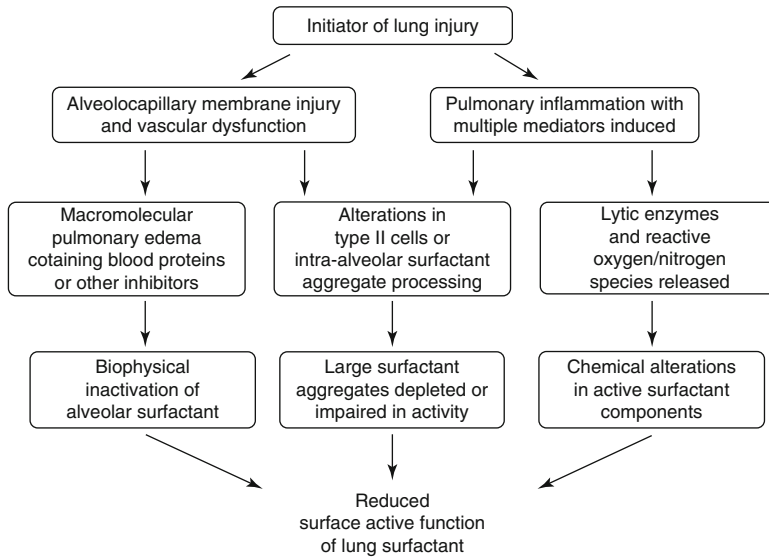 Initiator of lung injury
Alveolocapillary membrane injury
and vascular dysfunction
Pulmonary inflammation with
multiple mediators induced
Macromolecular
pulmonary edema
cotaining blood proteins
or other inhibitors
Alterations in
type II cells or
intra-alveolar surfactant
aggregate processing
Lytic enzymes
and reactive
oxygen/nitrogen
species released
Biophysical
inactivation of
alveolar surfactant
Large surfactant
aggregates depleted or
impaired in activity
Chemical alterations
in active surfactant
components
Reduced
surface active function
of lung surfactant